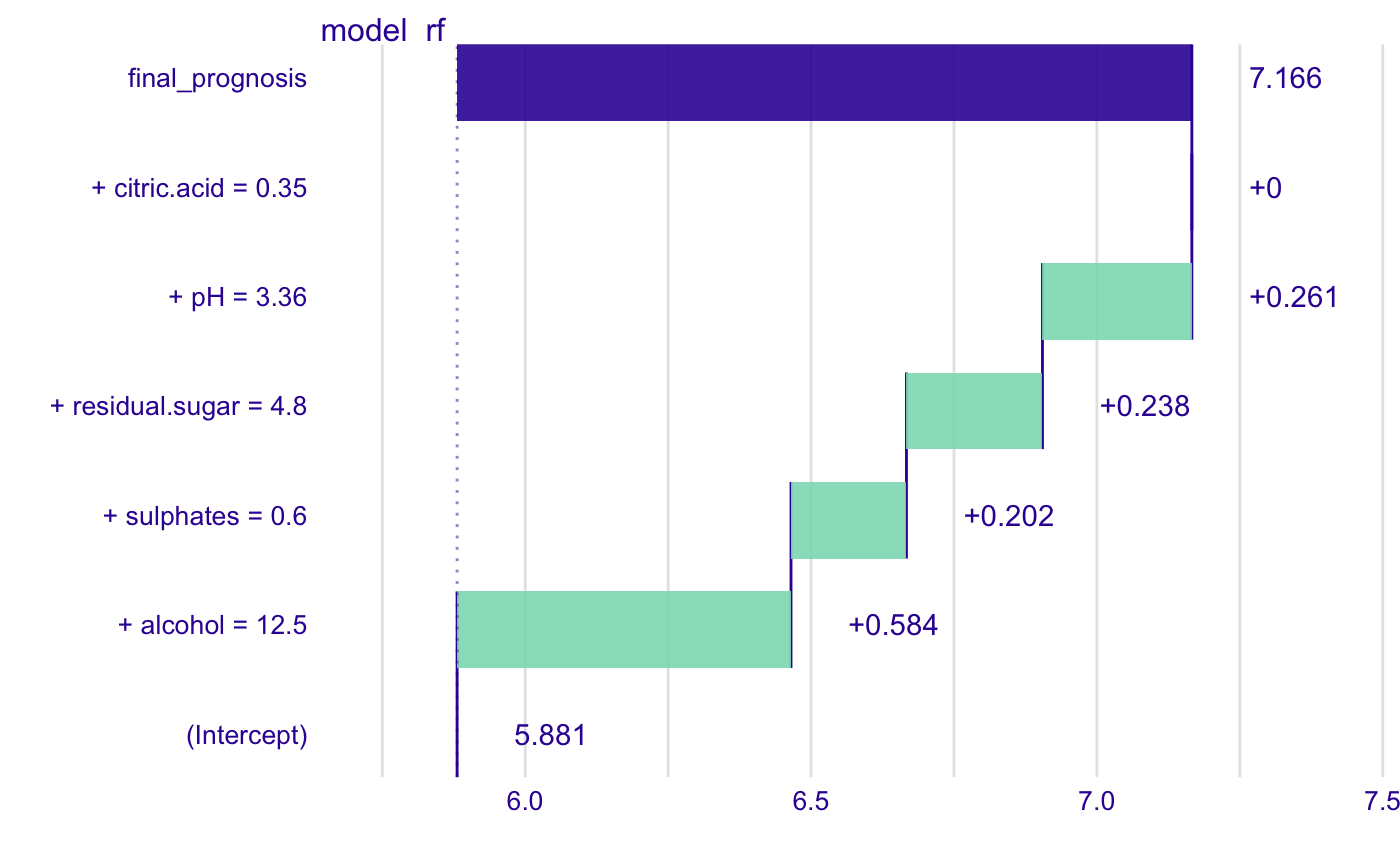 model rf
final_prognosis 7.166
+ citric.acid = 0.35 +0
+ pH = 3.36 +0.261
+ residual.sugar = 4.8 +0.238
+ sulphates = 0.6 +0.202
+ alcohol = 12.5 +0.584
(Intercept) 5.881
6.0 6.5 7.0 7.5